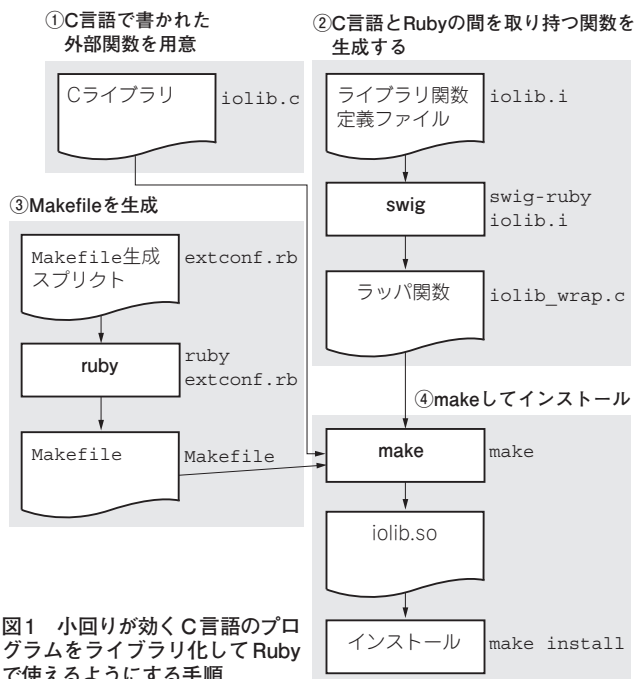 ①C言語で書かれた
外部関数を用意
Cライブラリ
iolib.c
②C言語とRubyの間を取り持つ関数を
生成する
ライブラリ関数
定義ファイル
iolib.i
swig
swig-ruby
iolib.i
ラッパ関数
iolib_wrap.c
③Makefileを生成
Makefile生成
スプリクト
extconf.rb
ruby
ruby
extconf.rb
Makefile
Makefile
④makeしてインストール
make
make
iolib.so
インストール
make install
図1 小回りが効くC言語のプロ
グラムをライブラリ化してRuby
で使えるようにする手順